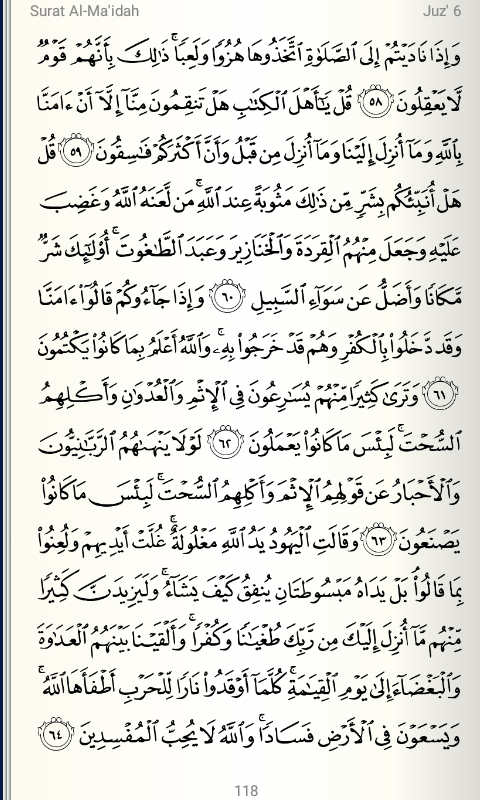 Surat Al-Ma'idah
Juz' 6
وَإِذَا نَادَيْتُمْ إِلَى ٱلصَّلَوٰةِ ٱتَّخَذُوهَا هُزُوًا وَلَعِبًا ۚ ذَٰلِكَ بِأَنَّهُمْ قَوْمٌ
لَّا يَعْقِلُونَ ٥٨ قُلْ يَـٰٓأَهْلَ ٱلْكِتَـٰبِ هَلْ تَنقِمُونَ مِنَّآ إِلَّآ أَنْ ءَامَنَّا
بِٱللَّهِ وَمَآ أُنزِلَ إِلَيْنَا وَمَآ أُنزِلَ مِن قَبْلُ وَأَنَّ أَكْثَرَكُمْ فَـٰسِقُونَ ٥٩ قُلْ
هَلْ أُنَبِّئُكُم بِشَرٍّ مِّن ذَٰلِكَ مَثُوبَةً عِندَ ٱللَّهِ ۚ مَن لَّعَنَهُ ٱللَّهُ وَغَضِبَ
عَلَيْهِ وَجَعَلَ مِنْهُمُ ٱلْقِرَدَةَ وَٱلْخَنَازِيرَ وَعَبَدَ ٱلطَّـٰغُوتَ ۚ أُو۟لَـٰٓئِكَ شَرٌّ
مَّكَانًا وَأَضَلُّ عَن سَوَآءِ ٱلسَّبِيلِ ٦٠ وَإِذَا جَآءُوكُمْ قَالُوٓا۟ ءَامَنَّا
وَقَد دَّخَلُوا۟ بِٱلْكُفْرِ وَهُمْ قَدْ خَرَجُوا۟ بِهِۦ ۚ وَٱللَّهُ أَعْلَمُ بِمَا كَانُوا۟ يَكْتُمُونَ
٦١ وَتَرَىٰ كَثِيرًا مِّنْهُمْ يُسَـٰرِعُونَ فِى ٱلْإِثْمِ وَٱلْعُدْوَٰنِ وَأَكْلِهِمُ
ٱلسُّحْتَ ۚ لَبِئْسَ مَا كَانُوا۟ يَعْمَلُونَ ٦٢ لَوْلَا يَنْهَىٰهُمُ ٱلرَّبَّـٰنِيُّونَ
وَٱلْأَحْبَارُ عَن قَوْلِهِمُ ٱلْإِثْمَ وَأَكْلِهِمُ ٱلسُّحْتَ ۚ لَبِئْسَ مَا كَانُوا۟
يَصْنَعُونَ ٦٣ وَقَالَتِ ٱلْيَهُودُ يَدُ ٱللَّهِ مَغْلُولَةٌ ۚ غُلَّتْ أَيْدِيهِمْ وَلُعِنُوا۟
بِمَا قَالُوا۟ ۘ بَلْ يَدَاهُ مَبْسُوطَتَانِ يُنفِقُ كَيْفَ يَشَآءُ ۚ وَلَيَزِيدَنَّ كَثِيرًا
مِّنْهُم مَّآ أُنزِلَ إِلَيْكَ مِن رَّبِّكَ طُغْيَـٰنًا وَكُفْرًا ۚ وَأَلْقَيْنَا بَيْنَهُمُ ٱلْعَدَٰوَةَ
وَٱلْبَغْضَآءَ إِلَىٰ يَوْمِ ٱلْقِيَـٰمَةِ ۚ كُلَّمَآ أَوْقَدُوا۟ نَارًا لِّلْحَرْبِ أَطْفَأَهَا ٱللَّهُ ۚ
وَيَسْعَوْنَ فِى ٱلْأَرْضِ فَسَادًا ۚ وَٱللَّهُ لَا يُحِبُّ ٱلْمُفْسِدِينَ ٦٤
118